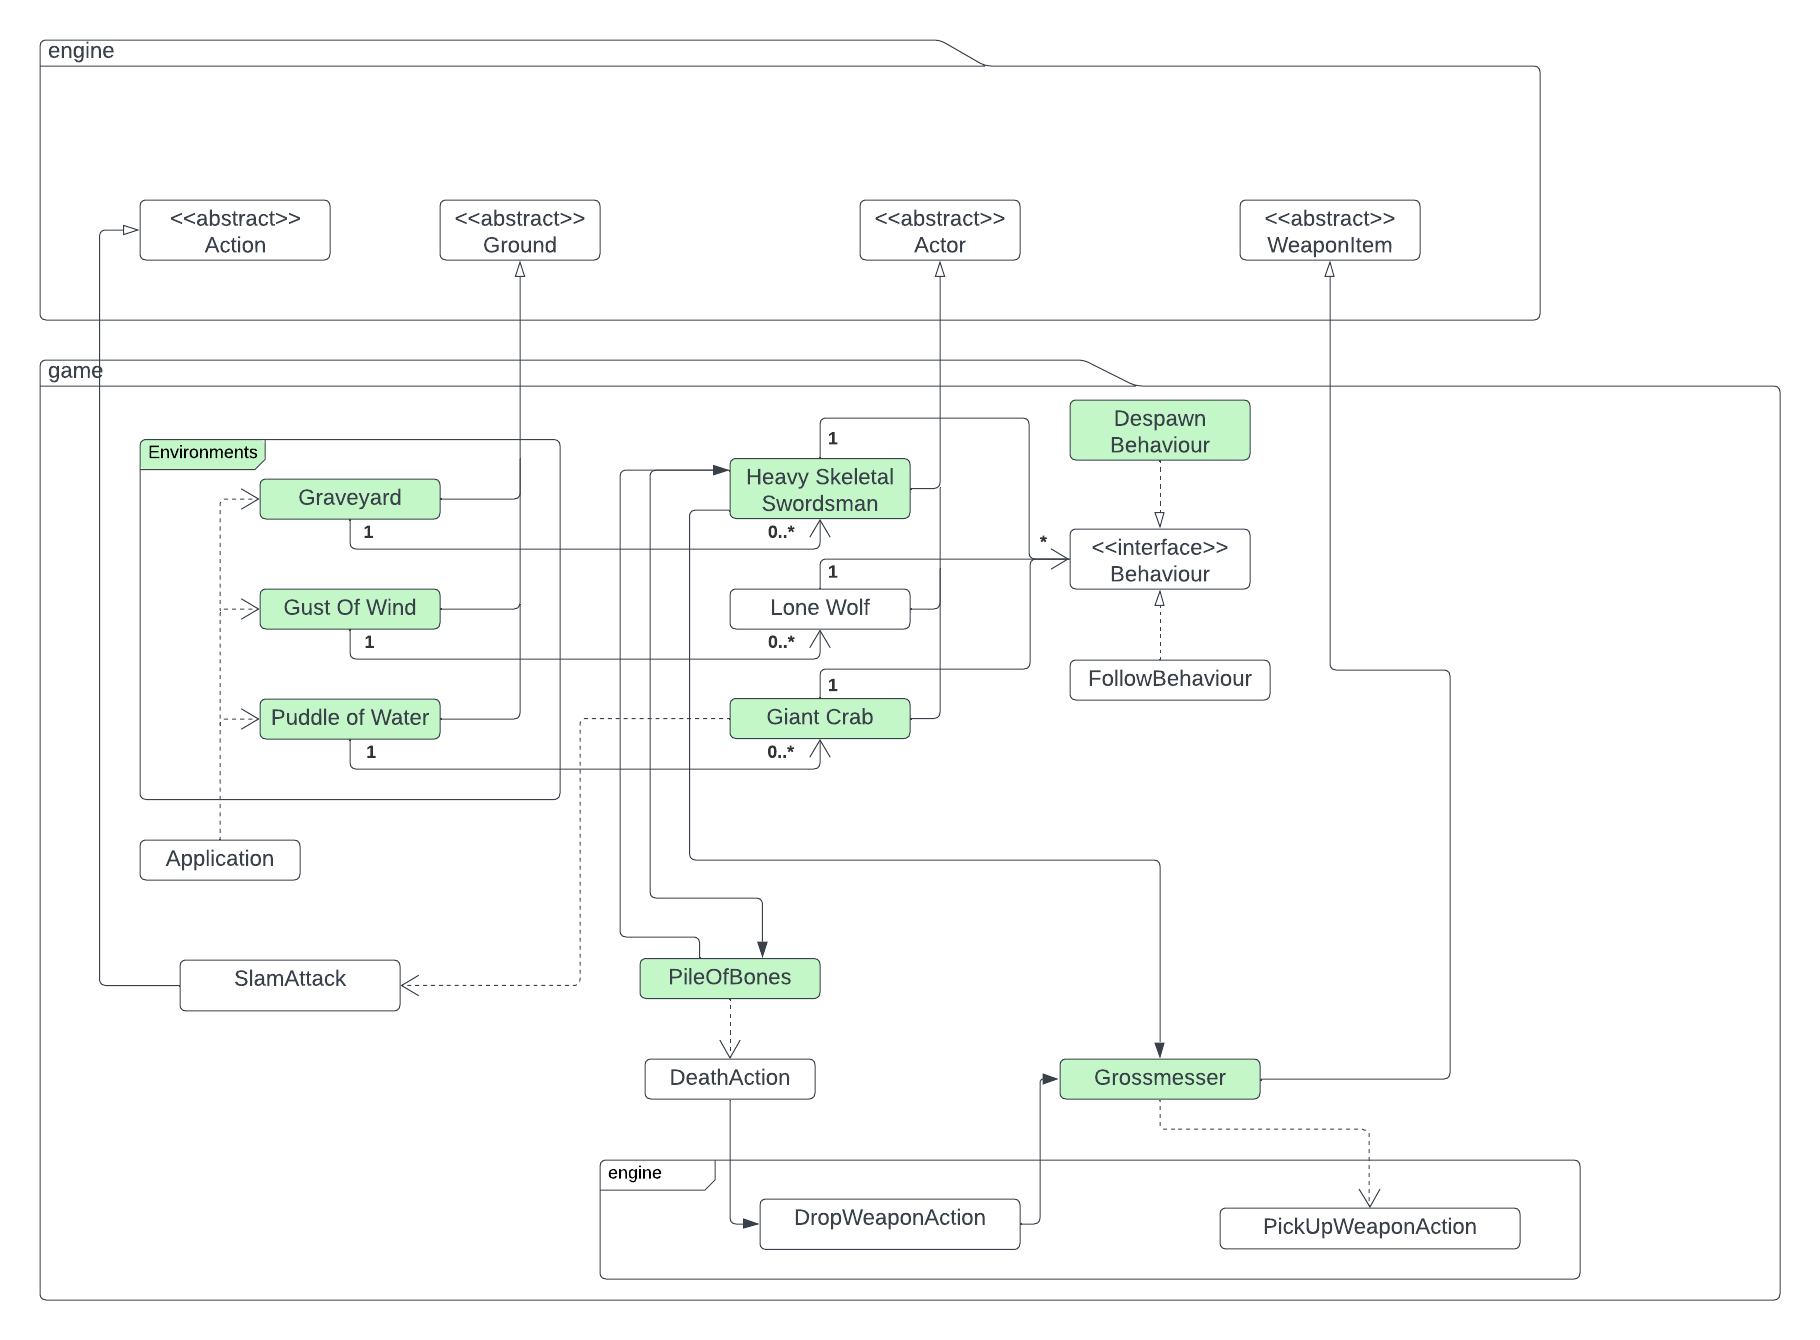 engine
<<abstract>>
Action
<<abstract>>
Ground
<<abstract>>
Actor
<<abstract>>
WeaponItem
game
Environments
Graveyard
1
Gust Of Wind
1
Puddle of Water
1
1
Heavy Skeletal
Swordsman
0..*
1
Lone Wolf
0..*
1
Giant Crab
0..*
Despawn
Behaviour
*
<<interface>>
Behaviour
FollowBehaviour
Application
SlamAttack
PileOfBones
DeathAction
Grossmesser
engine
DropWeaponAction
PickUpWeaponAction